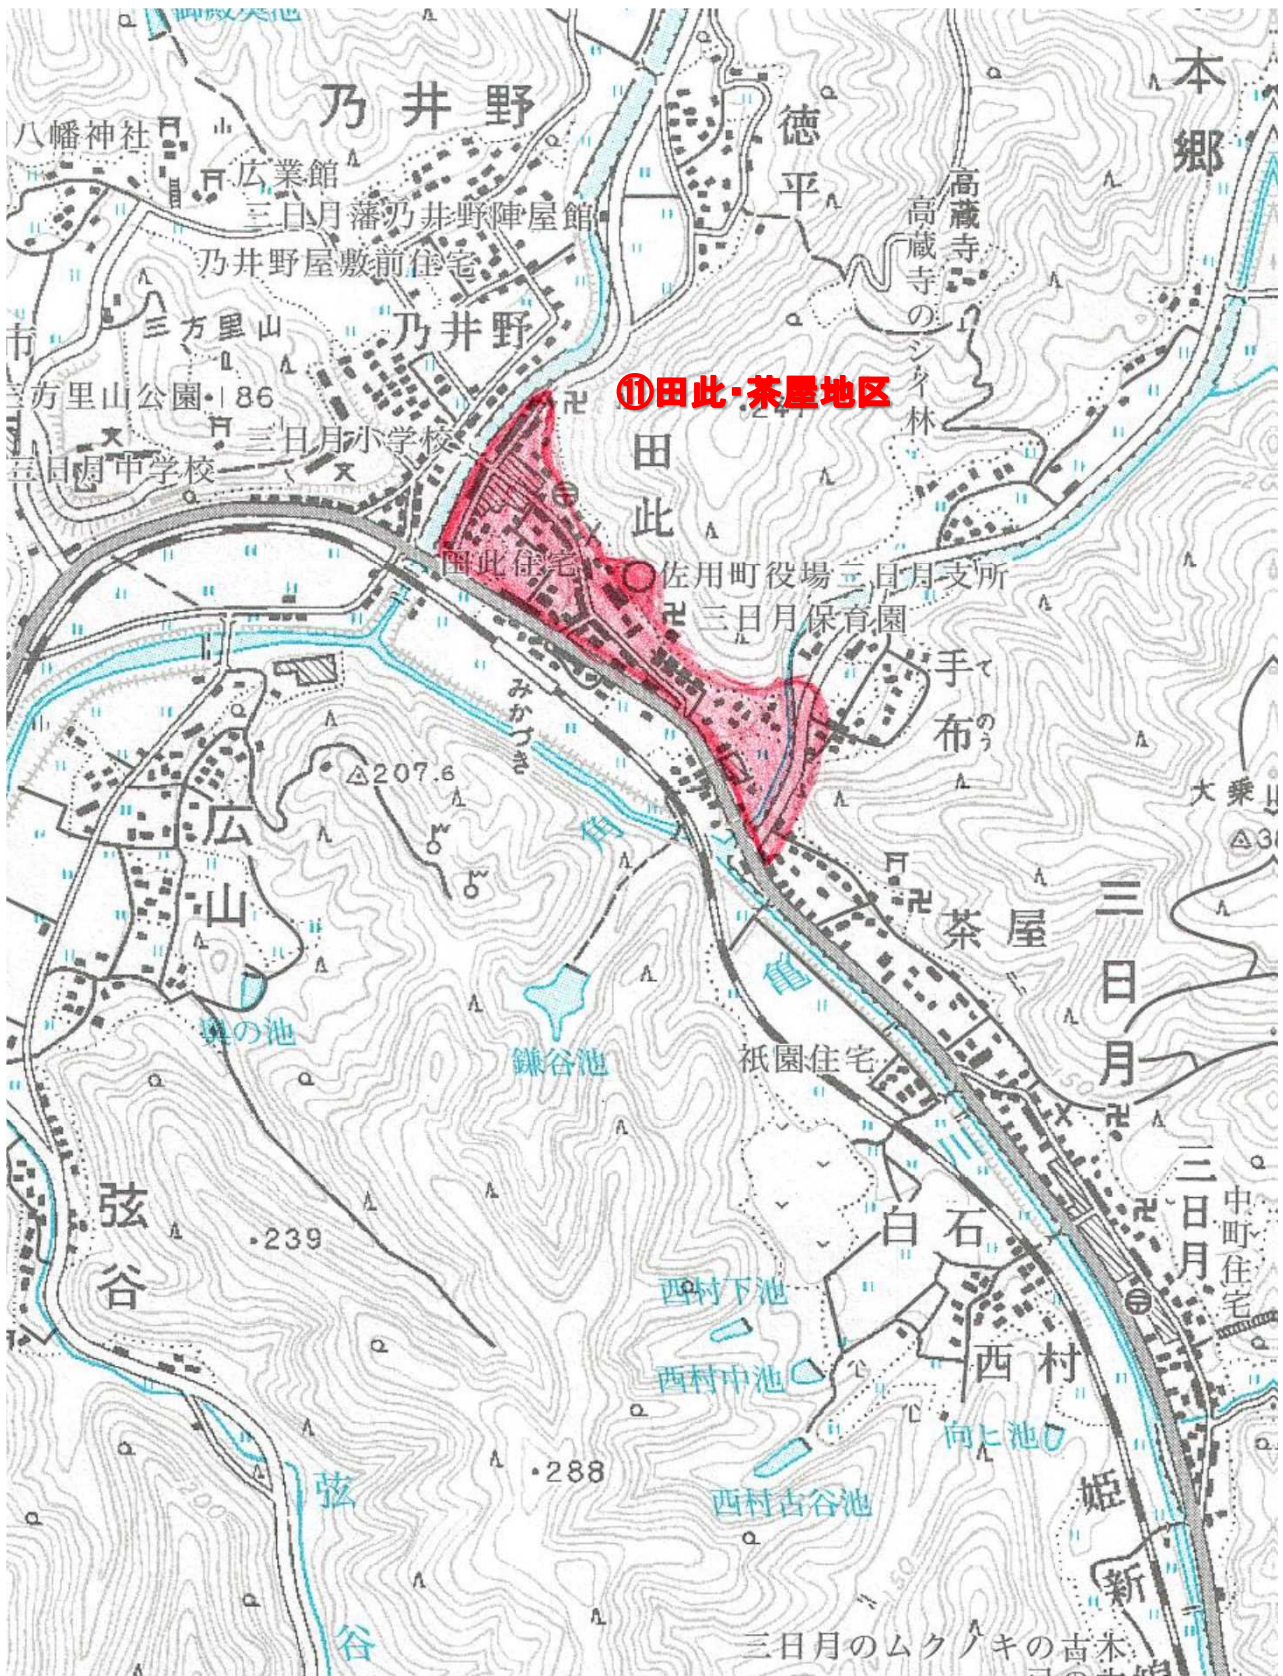 乃井野
徳平
本郷
八幡神社
広業館
三日月藩乃井野陣屋館
乃井野屋敷前住宅
高蔵寺
高蔵寺のシイ林
三方里山
乃井野
⑪田此・茶屋地区
三方里山公園・186
三日月小学校
三日月中学校
田此
田此住宅
佐用町役場三日月支所
三日月保育園
手布
てのう
みかづき
△207.6
大乗山
広山
角亀川
茶屋
三日月
奥の池
鎌谷池
祇園住宅
三日月
中町住宅
弦谷
・239
白石
西村下池
西村中池
西村
向ヒ池
・288
西村古谷池
弦谷
姫新
三日月のムクノキの古木